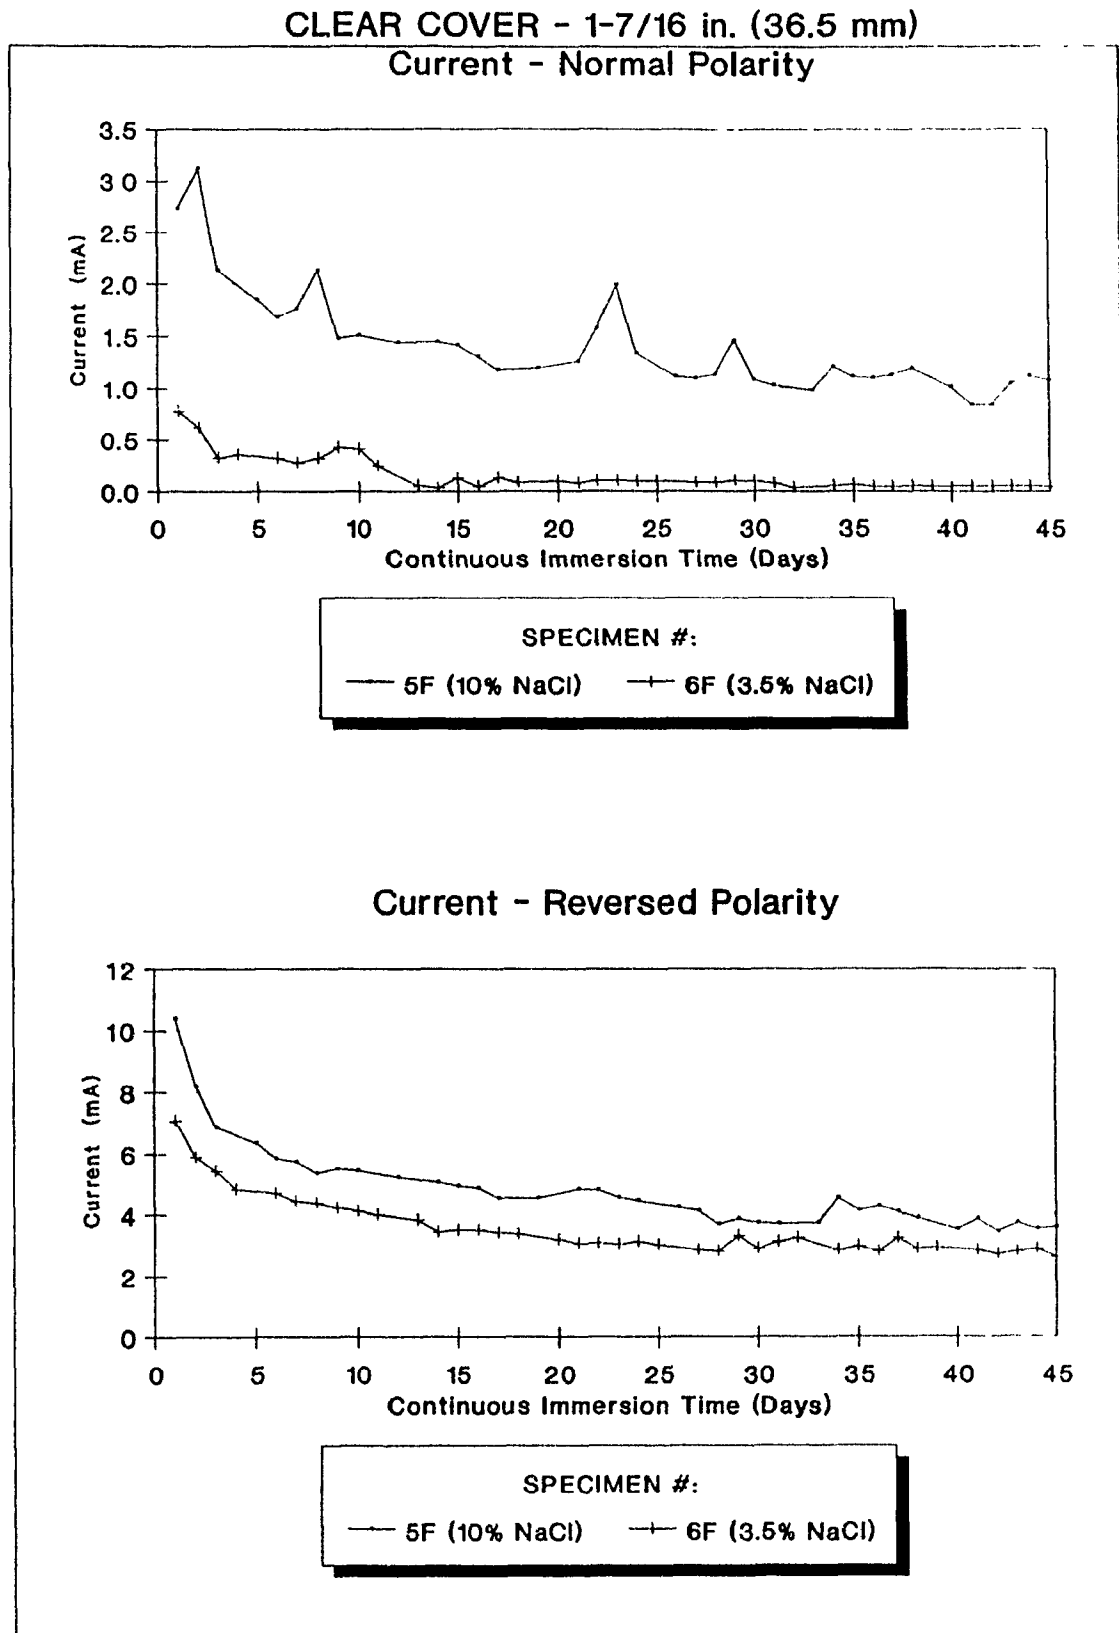 CLEAR COVER - 1-7/16 in. (36.5 mm)
Current - Normal Polarity
3.5
3 0
2.5
2.0
1.5
1.0
0.5
0.0
Current (mA)
0 5 10 15 20 25 30 35 40 45
Continuous Immersion Time (Days)
SPECIMEN #:
5F (10% NaCl) 6F (3.5% NaCl)
Current - Reversed Polarity
12
10
8
6
4
2
0
Current (mA)
0 5 10 15 20 25 30 35 40 45
Continuous Immersion Time (Days)
SPECIMEN #:
5F (10% NaCl) 6F (3.5% NaCl)